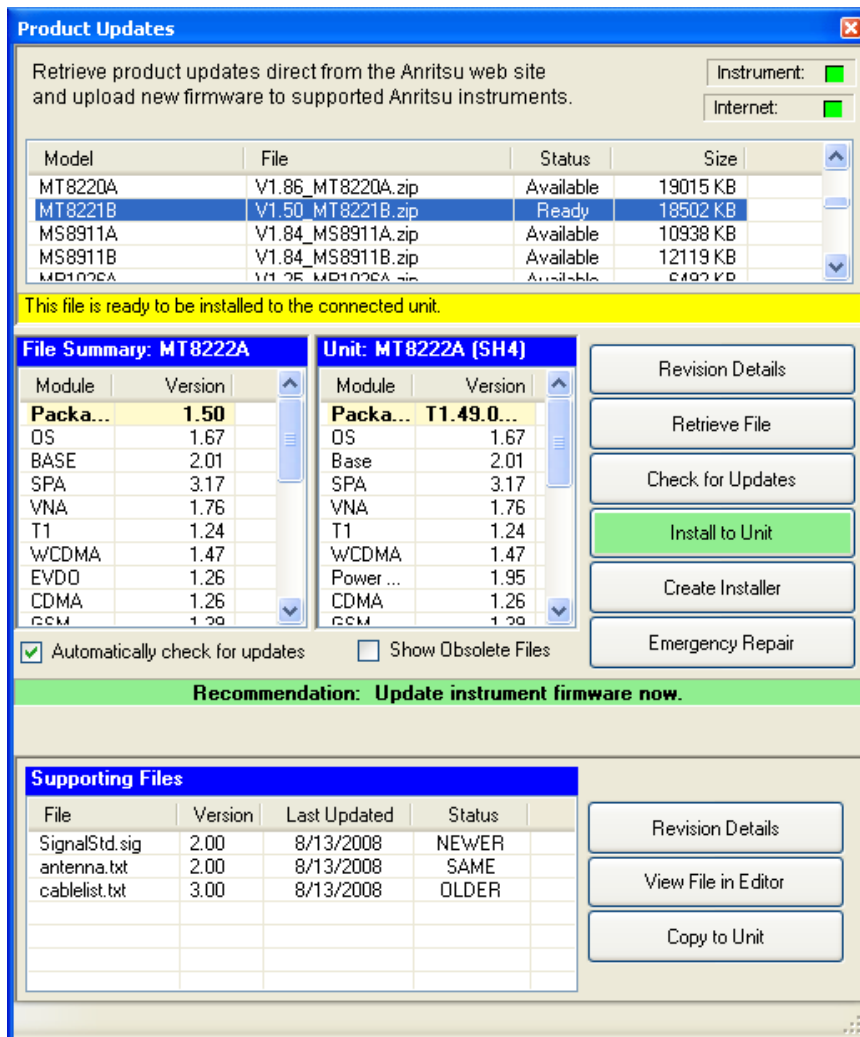 Product Updates
Retrieve product updates direct from the Anritsu web site
and upload new firmware to supported Anritsu instruments.
Instrument:
Internet:
Model File Status Size
MT8220A V1.86_MT8220A.zip Available 19015 KB
MT8221B V1.50_MT8221B.zip Ready 18502 KB
MS8911A V1.84_MS8911A.zip Available 10938 KB
MS8911B V1.84_MS8911B.zip Available 12119 KB
This file is ready to be installed to the connected unit.
File Summary: MT8222A
Module Version
Packa... 1.50
OS 1.67
BASE 2.01
SPA 3.17
VNA 1.76
T1 1.24
WCDMA 1.47
EVDO 1.26
CDMA 1.26
GSM 1.29
Unit: MT8222A (SH4)
Module Version
Packa... T1.49.0...
OS 1.67
Base 2.01
SPA 3.17
VNA 1.76
T1 1.24
WCDMA 1.47
Power ... 1.95
CDMA 1.26
GSM 1.29
Revision Details
Retrieve File
Check for Updates
Install to Unit
Create Installer
Emergency Repair
Automatically check for updates
Show Obsolete Files
Recommendation: Update instrument firmware now.
Supporting Files
File Version Last Updated Status
SignalStd.sig 2.00 8/13/2008 NEWER
antenna.txt 2.00 8/13/2008 SAME
cablelist.txt 3.00 8/13/2008 OLDER
Revision Details
View File in Editor
Copy to Unit